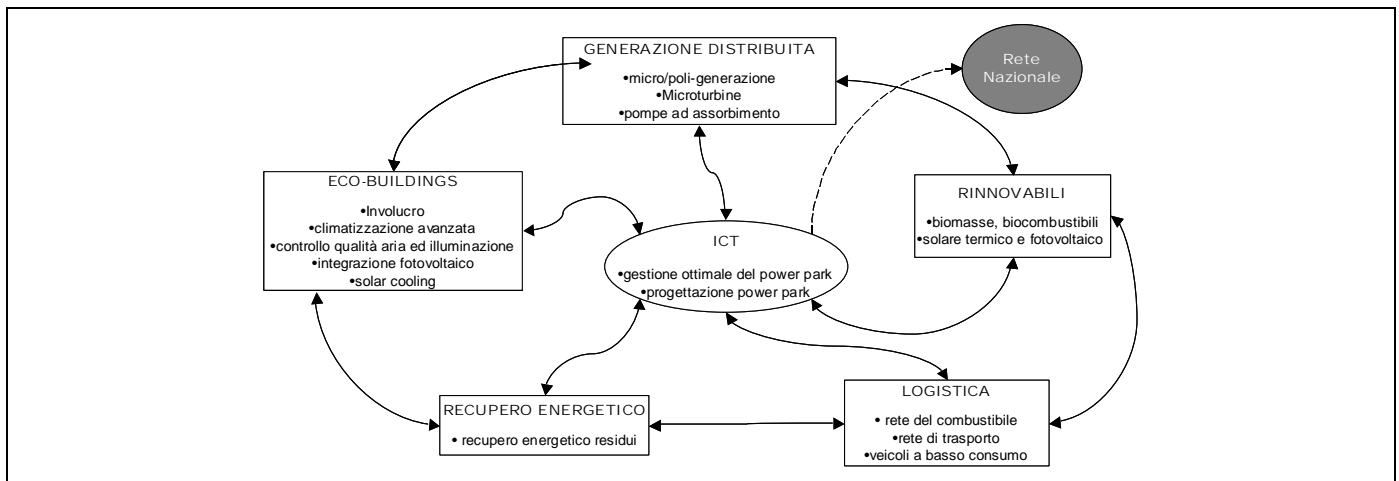 GENERAZIONE DISTRIBUITA
•micro/poli-generazione
•Microturbine
•pompe ad assorbimento
Rete
Nazionale
ECO-BUILDINGS
•Involucro
•climatizzazione avanzata
•controllo qualità aria ed illuminazione
•integrazione fotovoltaico
•solar cooling
ICT
•gestione ottimale del power park
•progettazione power park
RINNOVABILI
•biomasse, biocombustibili
•solare termico e fotovoltaico
RECUPERO ENERGETICO
• recupero energetico residui
LOGISTICA
• rete del combustibile
•rete di trasporto
•veicoli a basso consumo